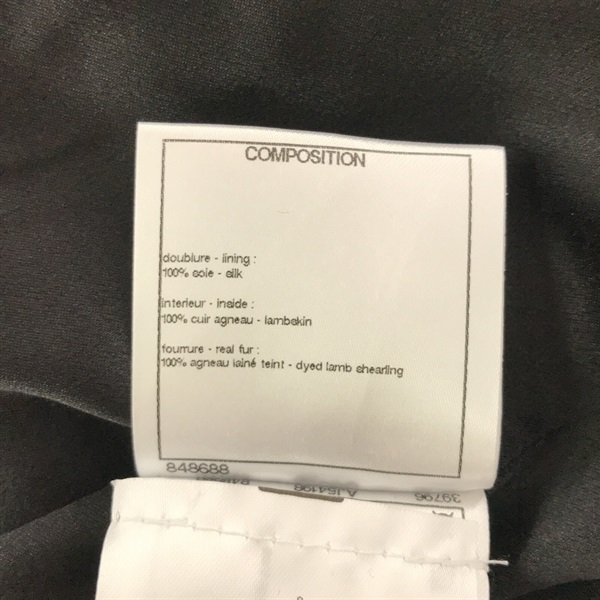 COMPOSITION
doublure - lining :
100% soie - silk
interieur - inside :
100% cuir agneau - lambskin
fourrure - real fur :
100% agneau lainé teint - dyed lamb shearling
848688